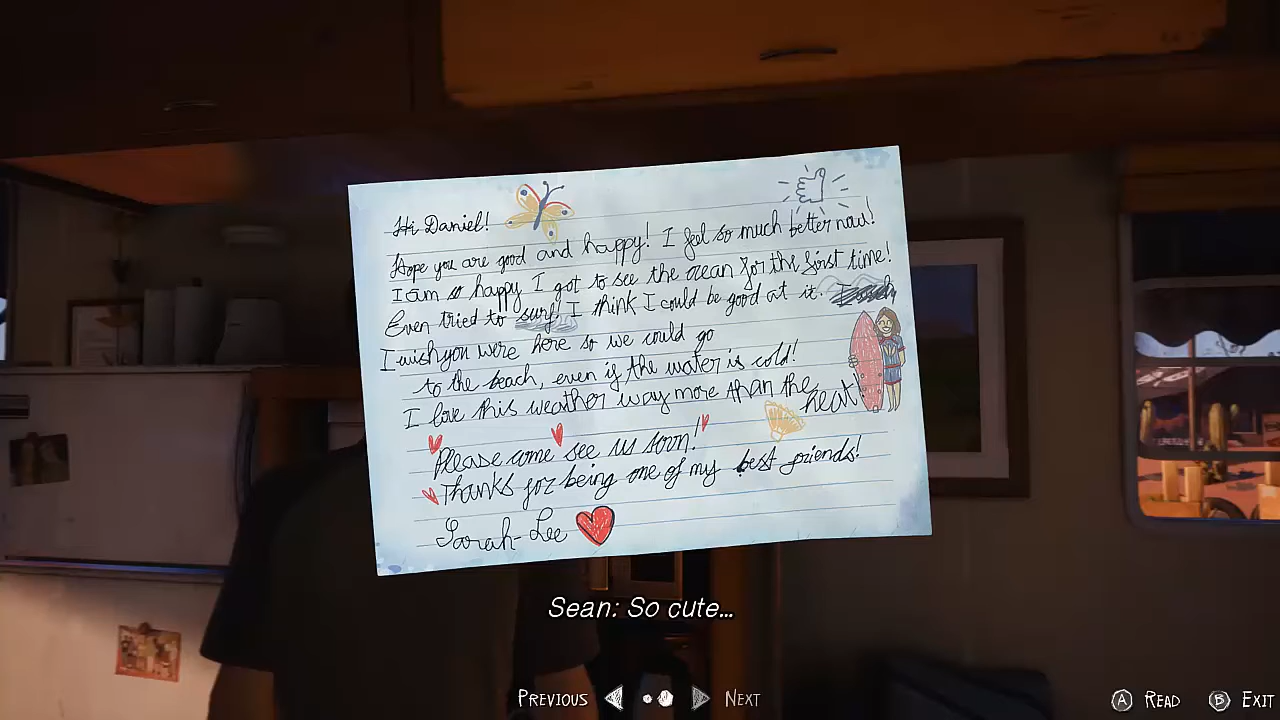 Hi Daniel!
Hope you are good and happy! I feel so much better now!
I am so happy I got to see the ocean for the first time!
Even tried to surf, I think I could be good at it.
I wish you were here so we could go
to the beach, even if the water is cold!
I love this weather way more than the heat!
Please come see us soon!
Thanks for being one of my best friends!
Sarah-Lee
Sean: So cute...
PREVIOUS NEXT
A READ B EXIT